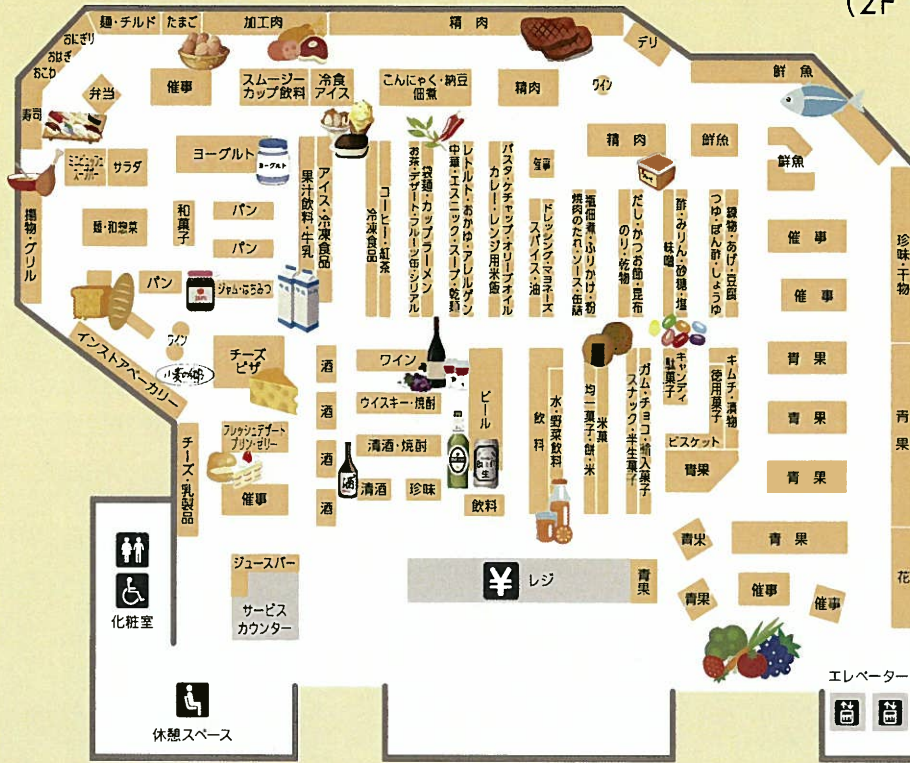 (2F
麺・チルド
たまご
加工肉
精肉
デリ
鮮魚
おにぎり
おはぎ
おこわ
弁当
寿司
催事
スムージー
カップ飲料
冷食
アイス
こんにゃく・納豆
佃煮
精肉
ワイン
精肉
鮮魚
鮮魚
サラダ
ヨーグルト
ヨーグルト
揚物・グリル
麺・和惣菜
和菓子
パン
パン
パン
ジャム・はちみつ
果汁飲料・牛乳
アイス・冷凍食品
冷凍食品
コーヒー・紅茶
お茶・デザート・フルーツ缶・シリアル
袋麺・カップラーメン
中華・エスニック・スープ・乾麺
レトルト・おかゆ・アレルゲン
カレー・レンジ用米飯
パスタ・ケチャップ・オリーブオイル
催事
スパイス・油
ドレッシング・マヨネーズ
焼肉のたれ・ソース・缶詰
瓶佃煮・ふりかけ・粉
のり・乾物
だし・かつお節・昆布
味噌
酢・みりん・砂糖・塩
つゆ・ぽん酢・しょうゆ
練物・あげ・豆腐
催事
催事
青果
青果
青果
珍味・干物
青果
花
インストアベーカリー
ワイン
小麦の郷
チーズ
ピザ
フレッシュデザート
プリン・ゼリー
催事
チーズ・乳製品
酒
酒
酒
酒
ワイン
ウイスキー・焼酎
清酒・焼酎
酒
清酒
珍味
ビール
生
飲料
飲料
水・野菜飲料
均一菓子・餅・米
米菓
スナック・半生菓子
ガム・チョコ・輸入菓子
駄菓子
キャンディ
徳用菓子
キムチ・漬物
ビスケット
青果
青果
青果
青果
催事
催事
ジュースバー
サービス
カウンター
¥
レジ
青果
化粧室
休憩スペース
エレベーター